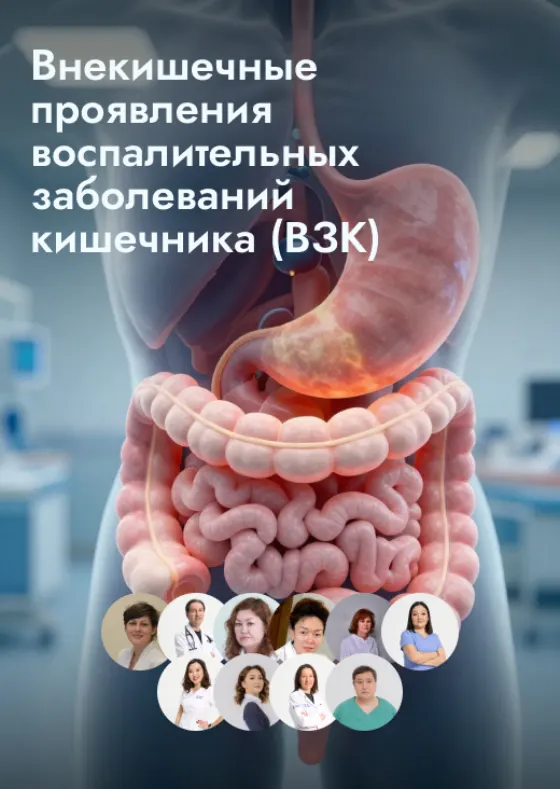 Внекишечные
проявления
воспалительных
заболеваний
кишечника (ВЗК)